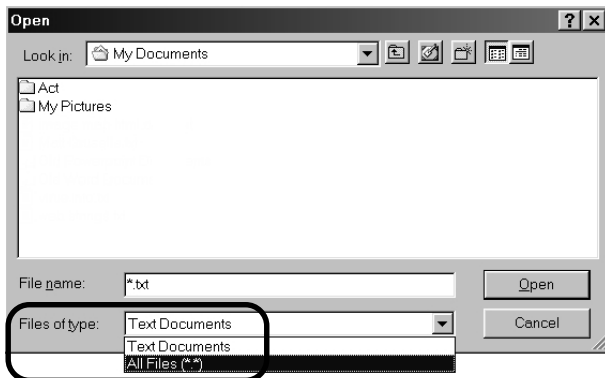 Open
Look in: My Documents
Act
My Pictures
File name: *.txt Open
Files of type: Text Documents Cancel
Text Documents
All Files (*.*)